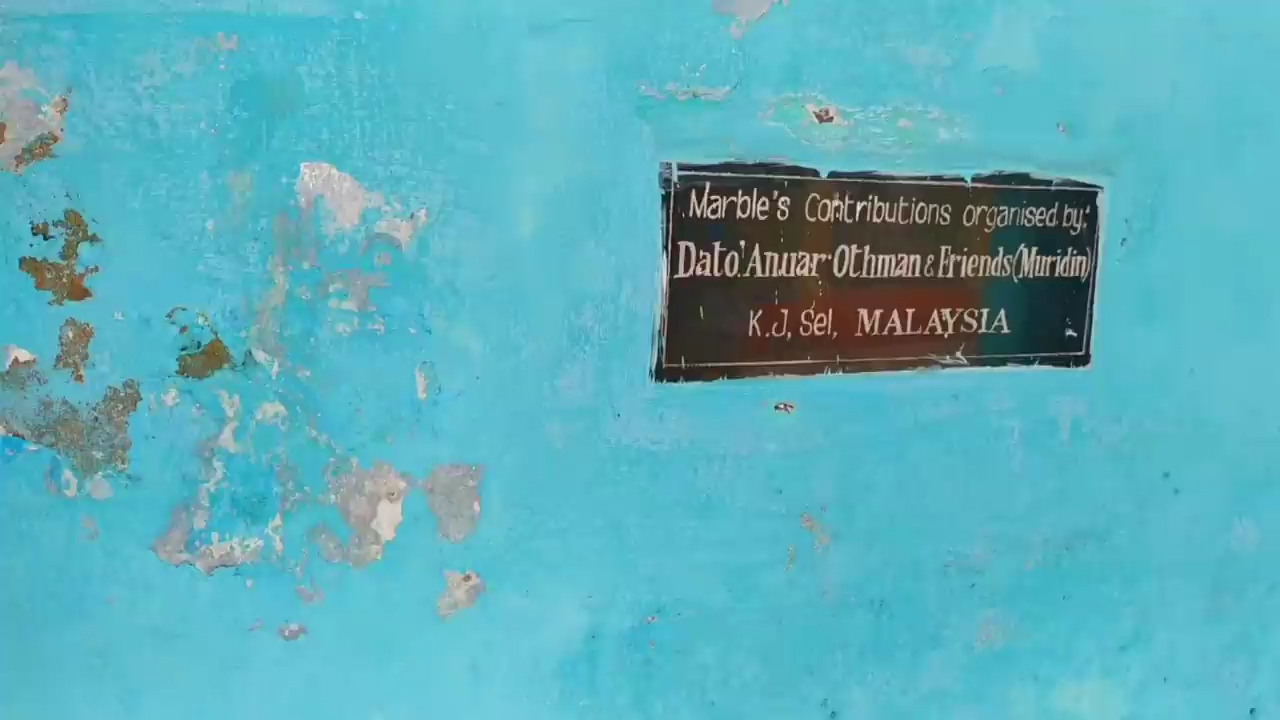 Marble's Contributions organised by:
Dato' Anuar Othman & Friends (Muridin)
K.J, Sel, MALAYSIA